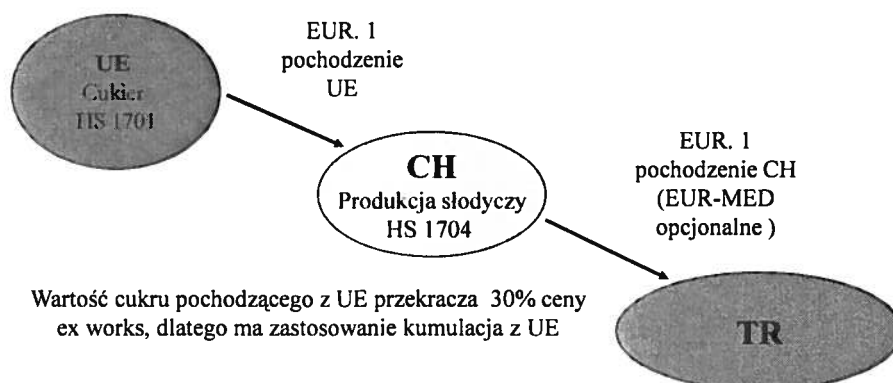 UE
Cukier
HS 1701
EUR. 1
pochodzenie
UE
CH
Produkcja słodyczy
HS 1704
EUR. 1
pochodzenie CH
(EUR-MED
opcjonalne )
Wartość cukru pochodzącego z UE przekracza 30% ceny
ex works, dlatego ma zastosowanie kumulacja z UE
TR